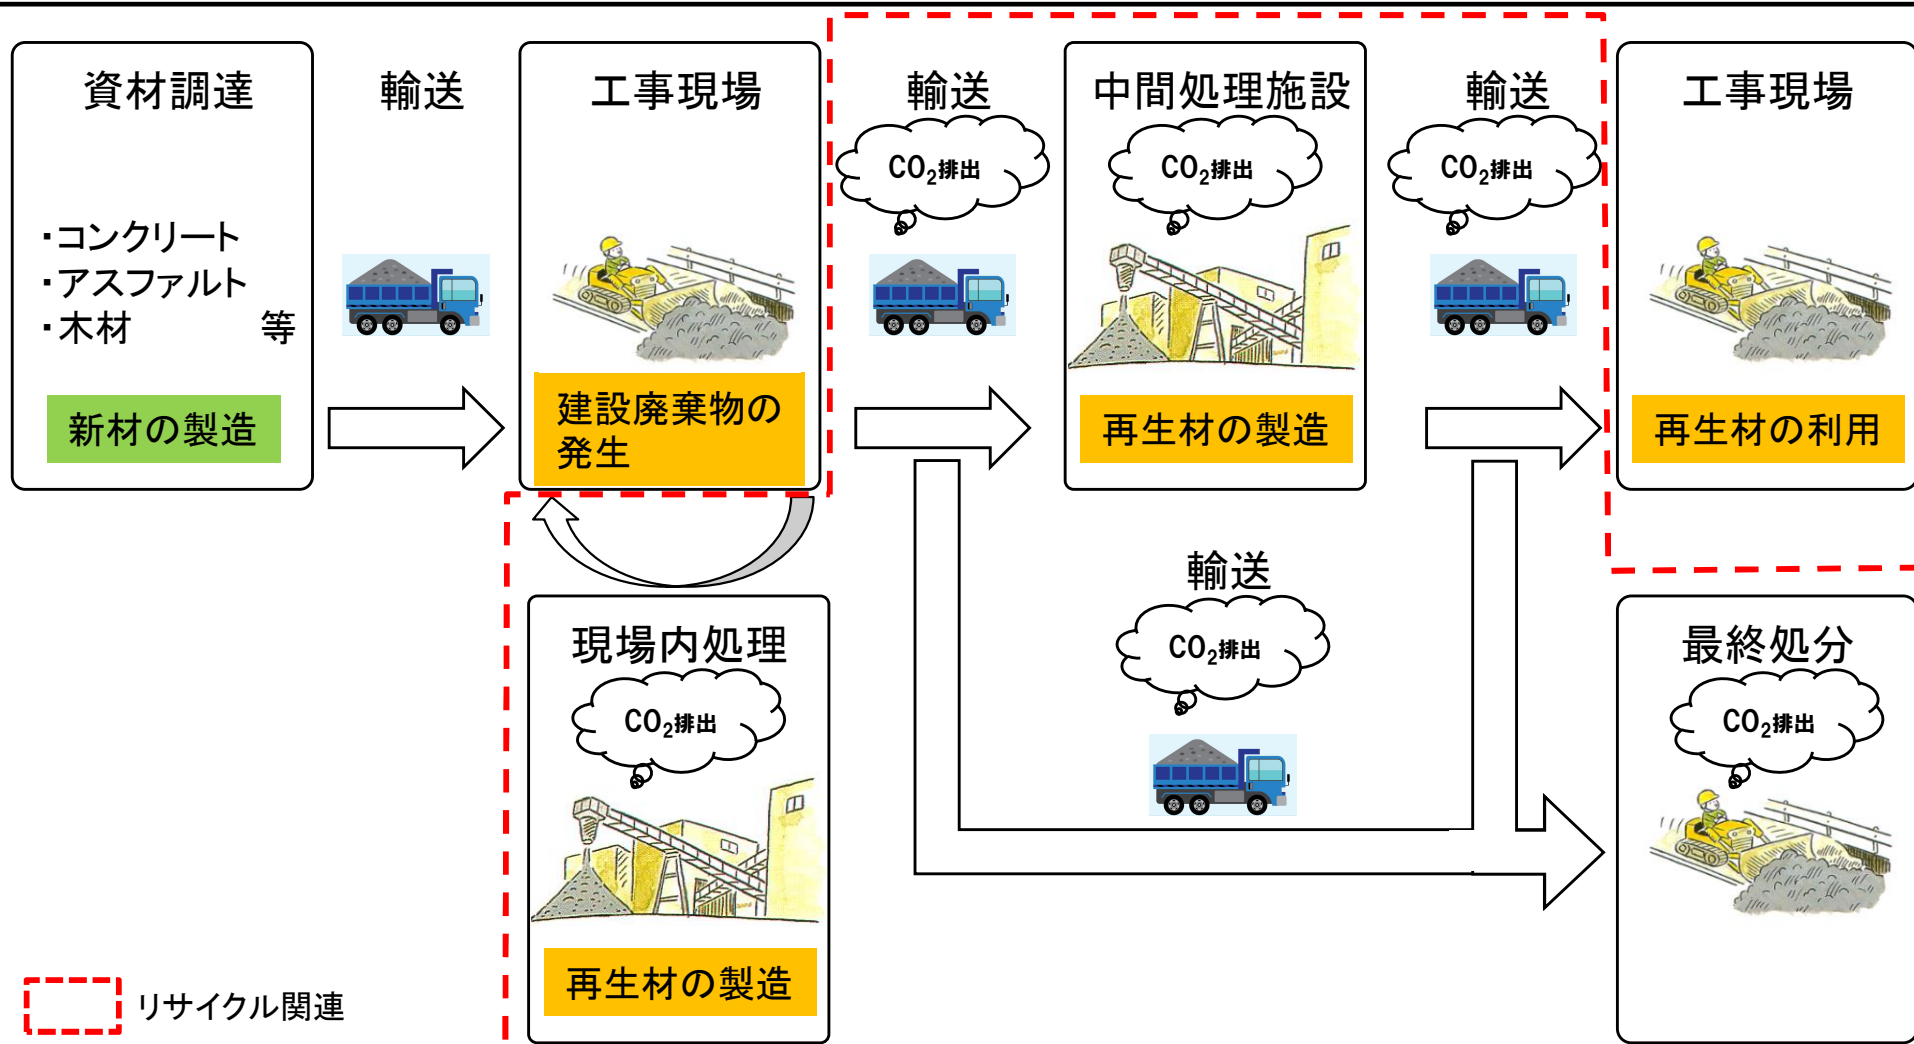 資材調達
・コンクリート
・アスファルト
・木材 等
新材の製造
輸送
工事現場
建設廃棄物の
発生
輸送
CO₂排出
中間処理施設
CO₂排出
再生材の製造
輸送
CO₂排出
工事現場
再生材の利用
現場内処理
CO₂排出
再生材の製造
輸送
CO₂排出
最終処分
CO₂排出
リサイクル関連